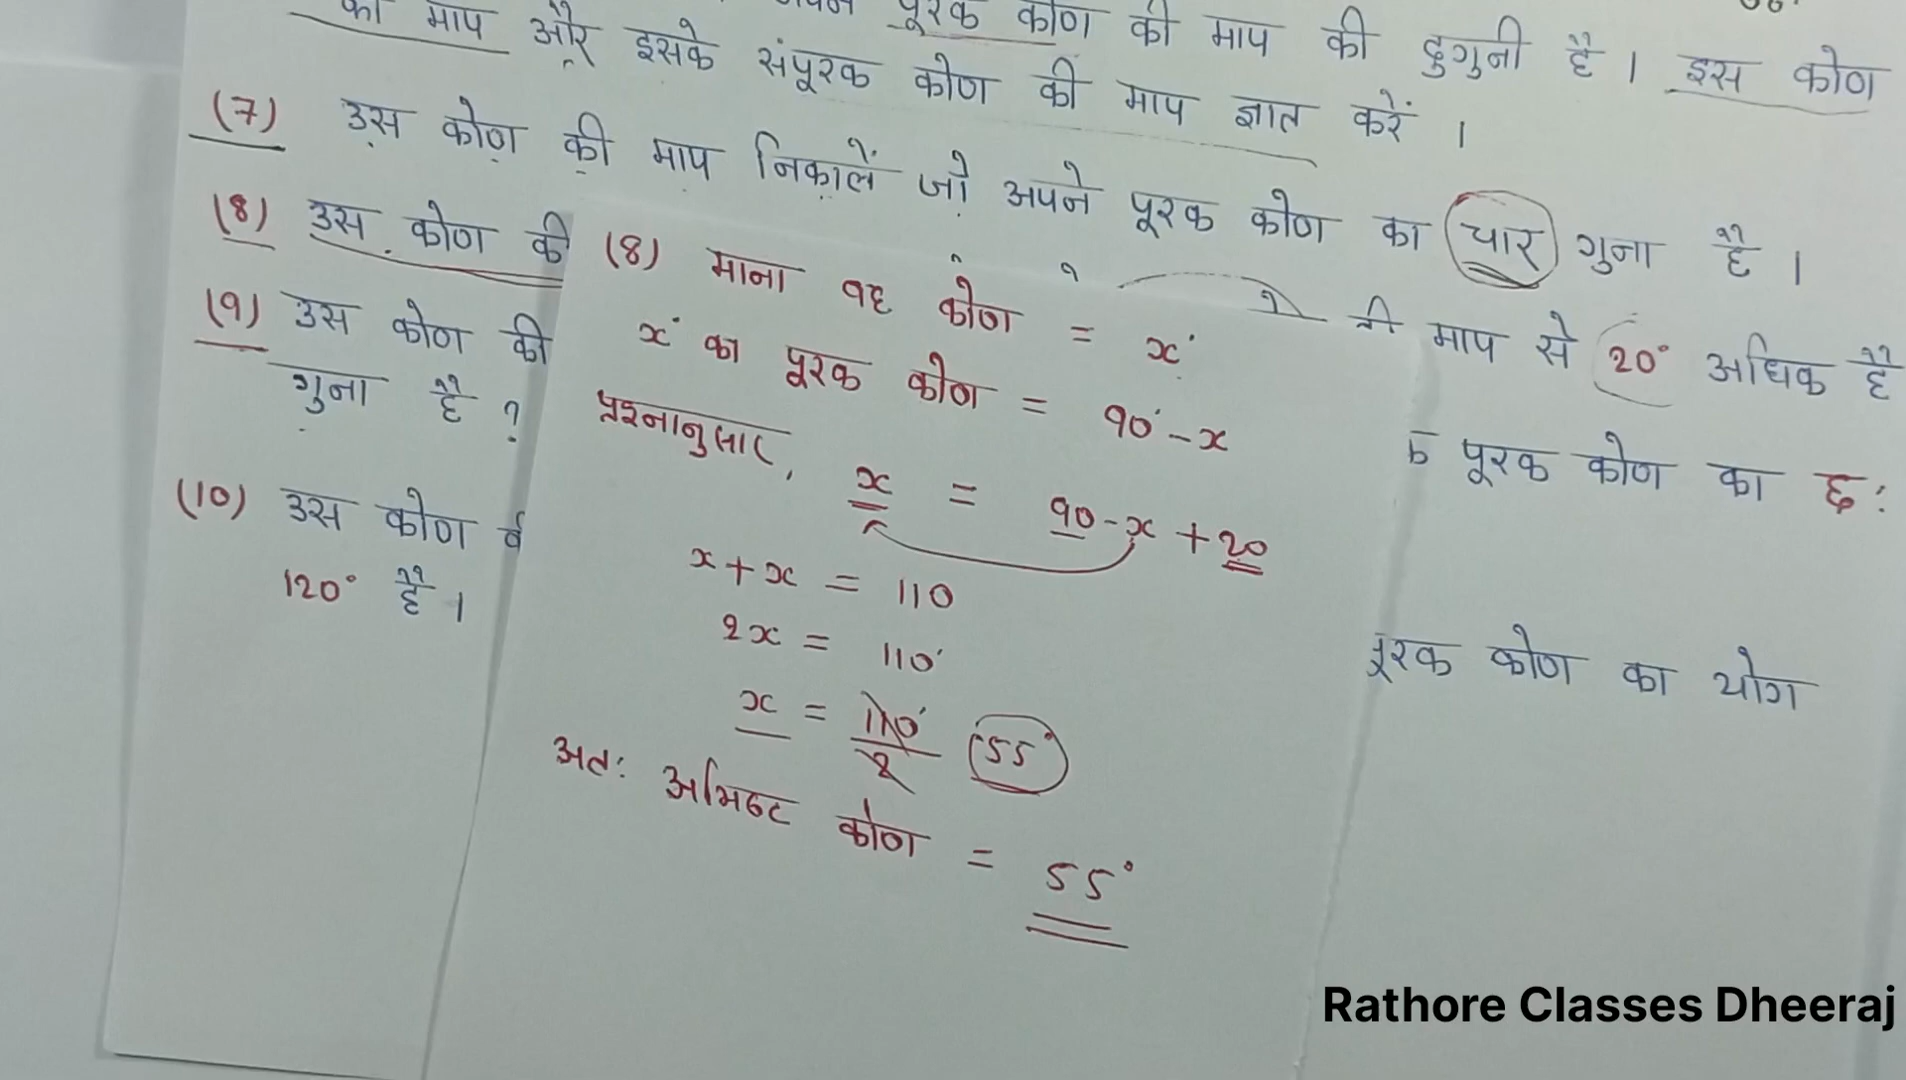 पूरक कोण की माप की दुगुनी है । इस कोण
की माप और इसके संपूरक कोण की माप ज्ञात करें ।
(7) उस कोण की माप निकालें जो अपने पूरक कोण का चार गुना है ।
(8) उस कोण की
माप से 20° अधिक है
(9) उस कोण की
पूरक कोण का छः
गुना है ?
(10) उस कोण
पूरक कोण का योग
120° है ।
(8) माना वह कोण = x°
x° का पूरक कोण = 90° - x
प्रश्नानुसार,
x = 90 - x + 20
x + x = 110
2x = 110°
x = 110°/2 55°
अतः अभिष्ट कोण = 55°
Rathore Classes Dheeraj